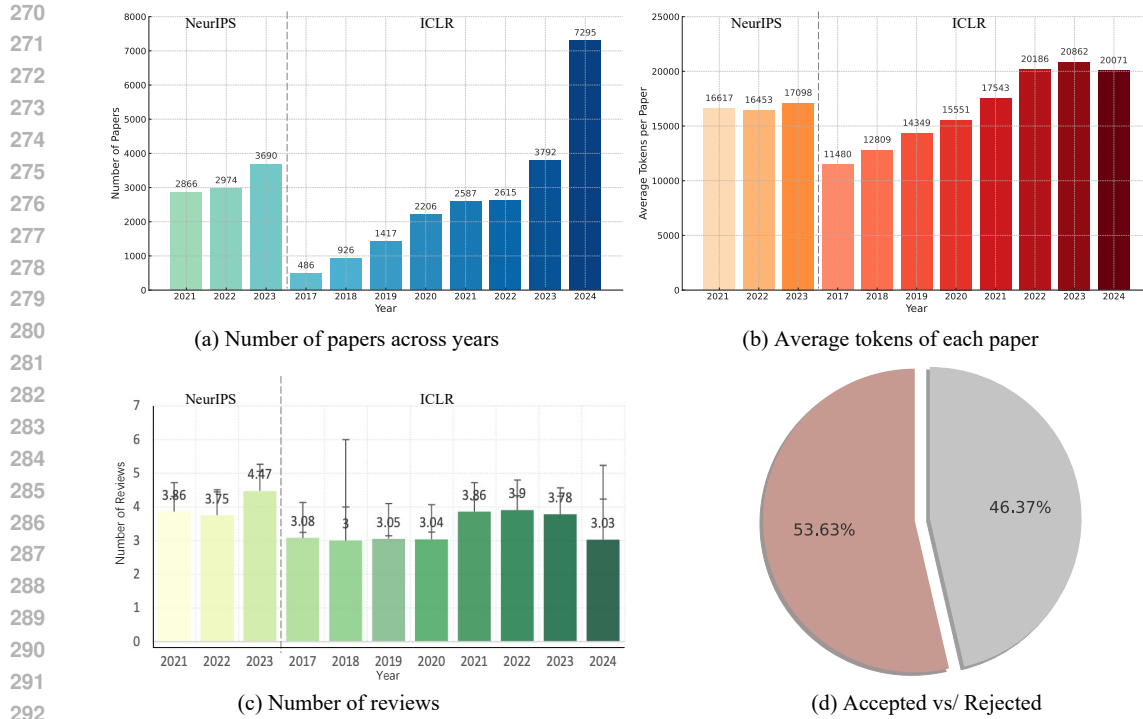 270
271
272
273
274
275
276
277
278
279
280
281
282
283
284
285
286
287
288
289
290
291
292
NeurIPS ICLR
8000
7000
6000
5000
4000
3000
2000
1000
0
Number of Papers
2866 2974 3690 486 926 1417 2206 2587 2615 3792 7295
2021 2022 2023 2017 2018 2019 2020 2021 2022 2023 2024
Year
(a) Number of papers across years
NeurIPS ICLR
25000
20000
15000
10000
5000
0
Average Tokens per Paper
16617 16453 17098 11480 12809 14349 15551 17543 20186 20862 20071
2021 2022 2023 2017 2018 2019 2020 2021 2022 2023 2024
Year
(b) Average tokens of each paper
NeurIPS ICLR
7
6
5
4
3
2
1
0
Number of Reviews
3.86 3.75 4.47 3.08 3 3.05 3.04 3.86 3.9 3.78 3.03
2021 2022 2023 2017 2018 2019 2020 2021 2022 2023 2024
Year
(c) Number of reviews
53.63% 46.37%
(d) Accepted vs/ Rejected